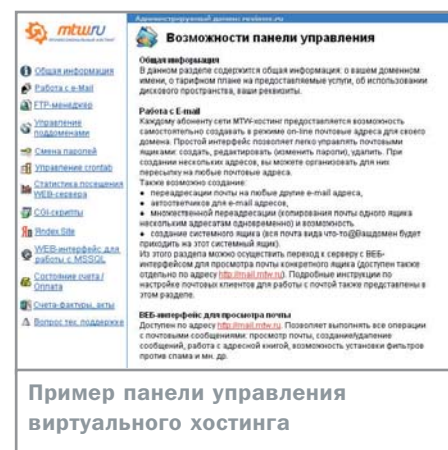 Администрируемый домен: reviews.ru
mtw.ru
Возможности панели управления
Общая информация
Работа с e-Mail
FTP-менеджер
Управление
поддоменами
Смена паролей
Управление crontab
Статистика посещения
WEB-сервера
CGI-скрипты
Index Site
WEB-интерфейс для
работы с MSSQL
Состояние счета /
Оплата
Счета-фактуры, акты
Вопрос тех. поддержке
Общая информация
В данном разделе содержится общая информация: о вашем доменном
имени, о тарифном плане на предоставляемые услуги, об использовании
дискового пространства, ваши реквизиты.
Работа с E-mail
Каждому абоненту сети MTW-хостинг предоставляется возможность
самостоятельно создавать в режиме on-line почтовые адреса для своего
домена. Простой интерфейс позволяет легко управлять почтовыми
ящиками: создать, редактировать (изменить пароли), удалить. При
создании нескольких адресов, вы можете организовать для них
пересылку на любые почтовые адреса.
Также возможно создание:
• переадресации почты на любые другие e-mail адреса,
• автоответчиков для e-mail адресов,
• множественной переадресации (копирования почты одного ящика
нескольким адресатам одновременно) и возможность
• создание системного ящика (вся почта вида что-то@Вашдомен будет
приходить на этот системный ящик).
Из этого раздела можно осуществить переход к серверу с ВЕБ-
интерфейсом для просмотра почты конкретного ящика (доступен также
отдельно по адресу http://mail.mtw.ru). Подробные инструкции по
настройке почтовых клиентов для работы с почтой также представлены в
этом разделе.
ВЕБ-интерфейс для просмотра почты
Доступен по адресу http://mail.mtw.ru. Позволяет выполнять все операции
с почтовыми сообщениями: просмотр почты, создание/удаление
сообщений, работа с адресной книгой, возможность установки фильтров
против спама и мн. др.
Пример панели управления
виртуального хостинга